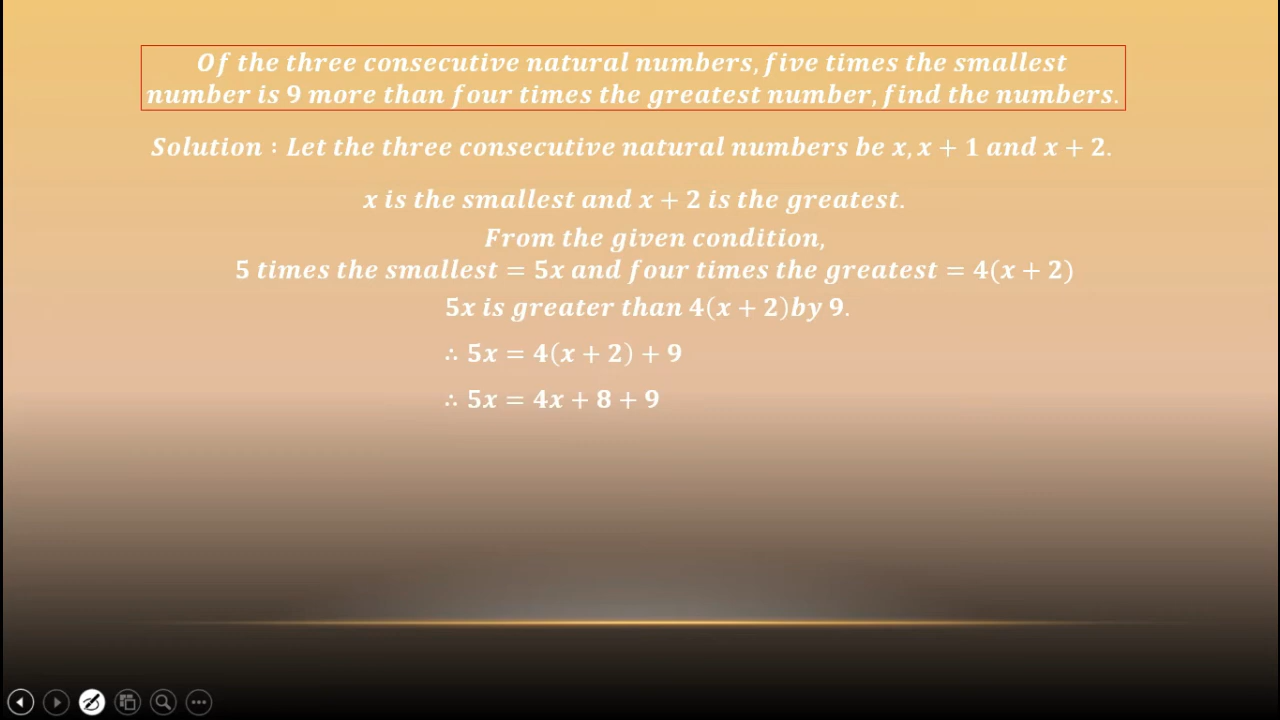 Of the three consecutive natural numbers, five times the smallest
number is 9 more than four times the greatest number, find the numbers.
Solution : Let the three consecutive natural numbers be x, x + 1 and x + 2.
x is the smallest and x + 2 is the greatest.
From the given condition,
5 times the smallest = 5x and four times the greatest = 4(x + 2)
5x is greater than 4(x + 2)by 9.
∴ 5x = 4(x + 2) + 9
∴ 5x = 4x + 8 + 9